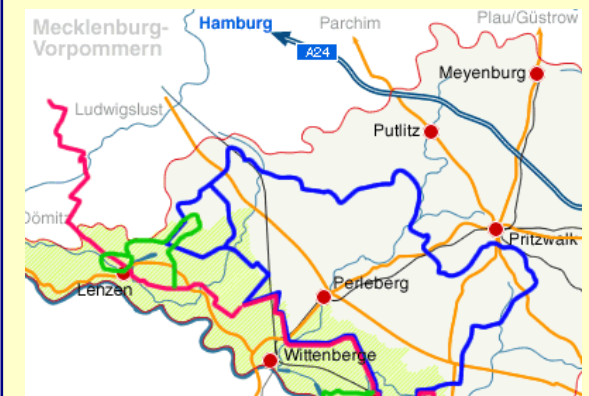 Mecklenburg-
Vorpommern
Hamburg
Parchim
Plau/Güstrow
A24
Meyenburg
Ludwigslust
Putlitz
Dömitz
Pritzwalk
Lenzen
Perleberg
Wittenberge